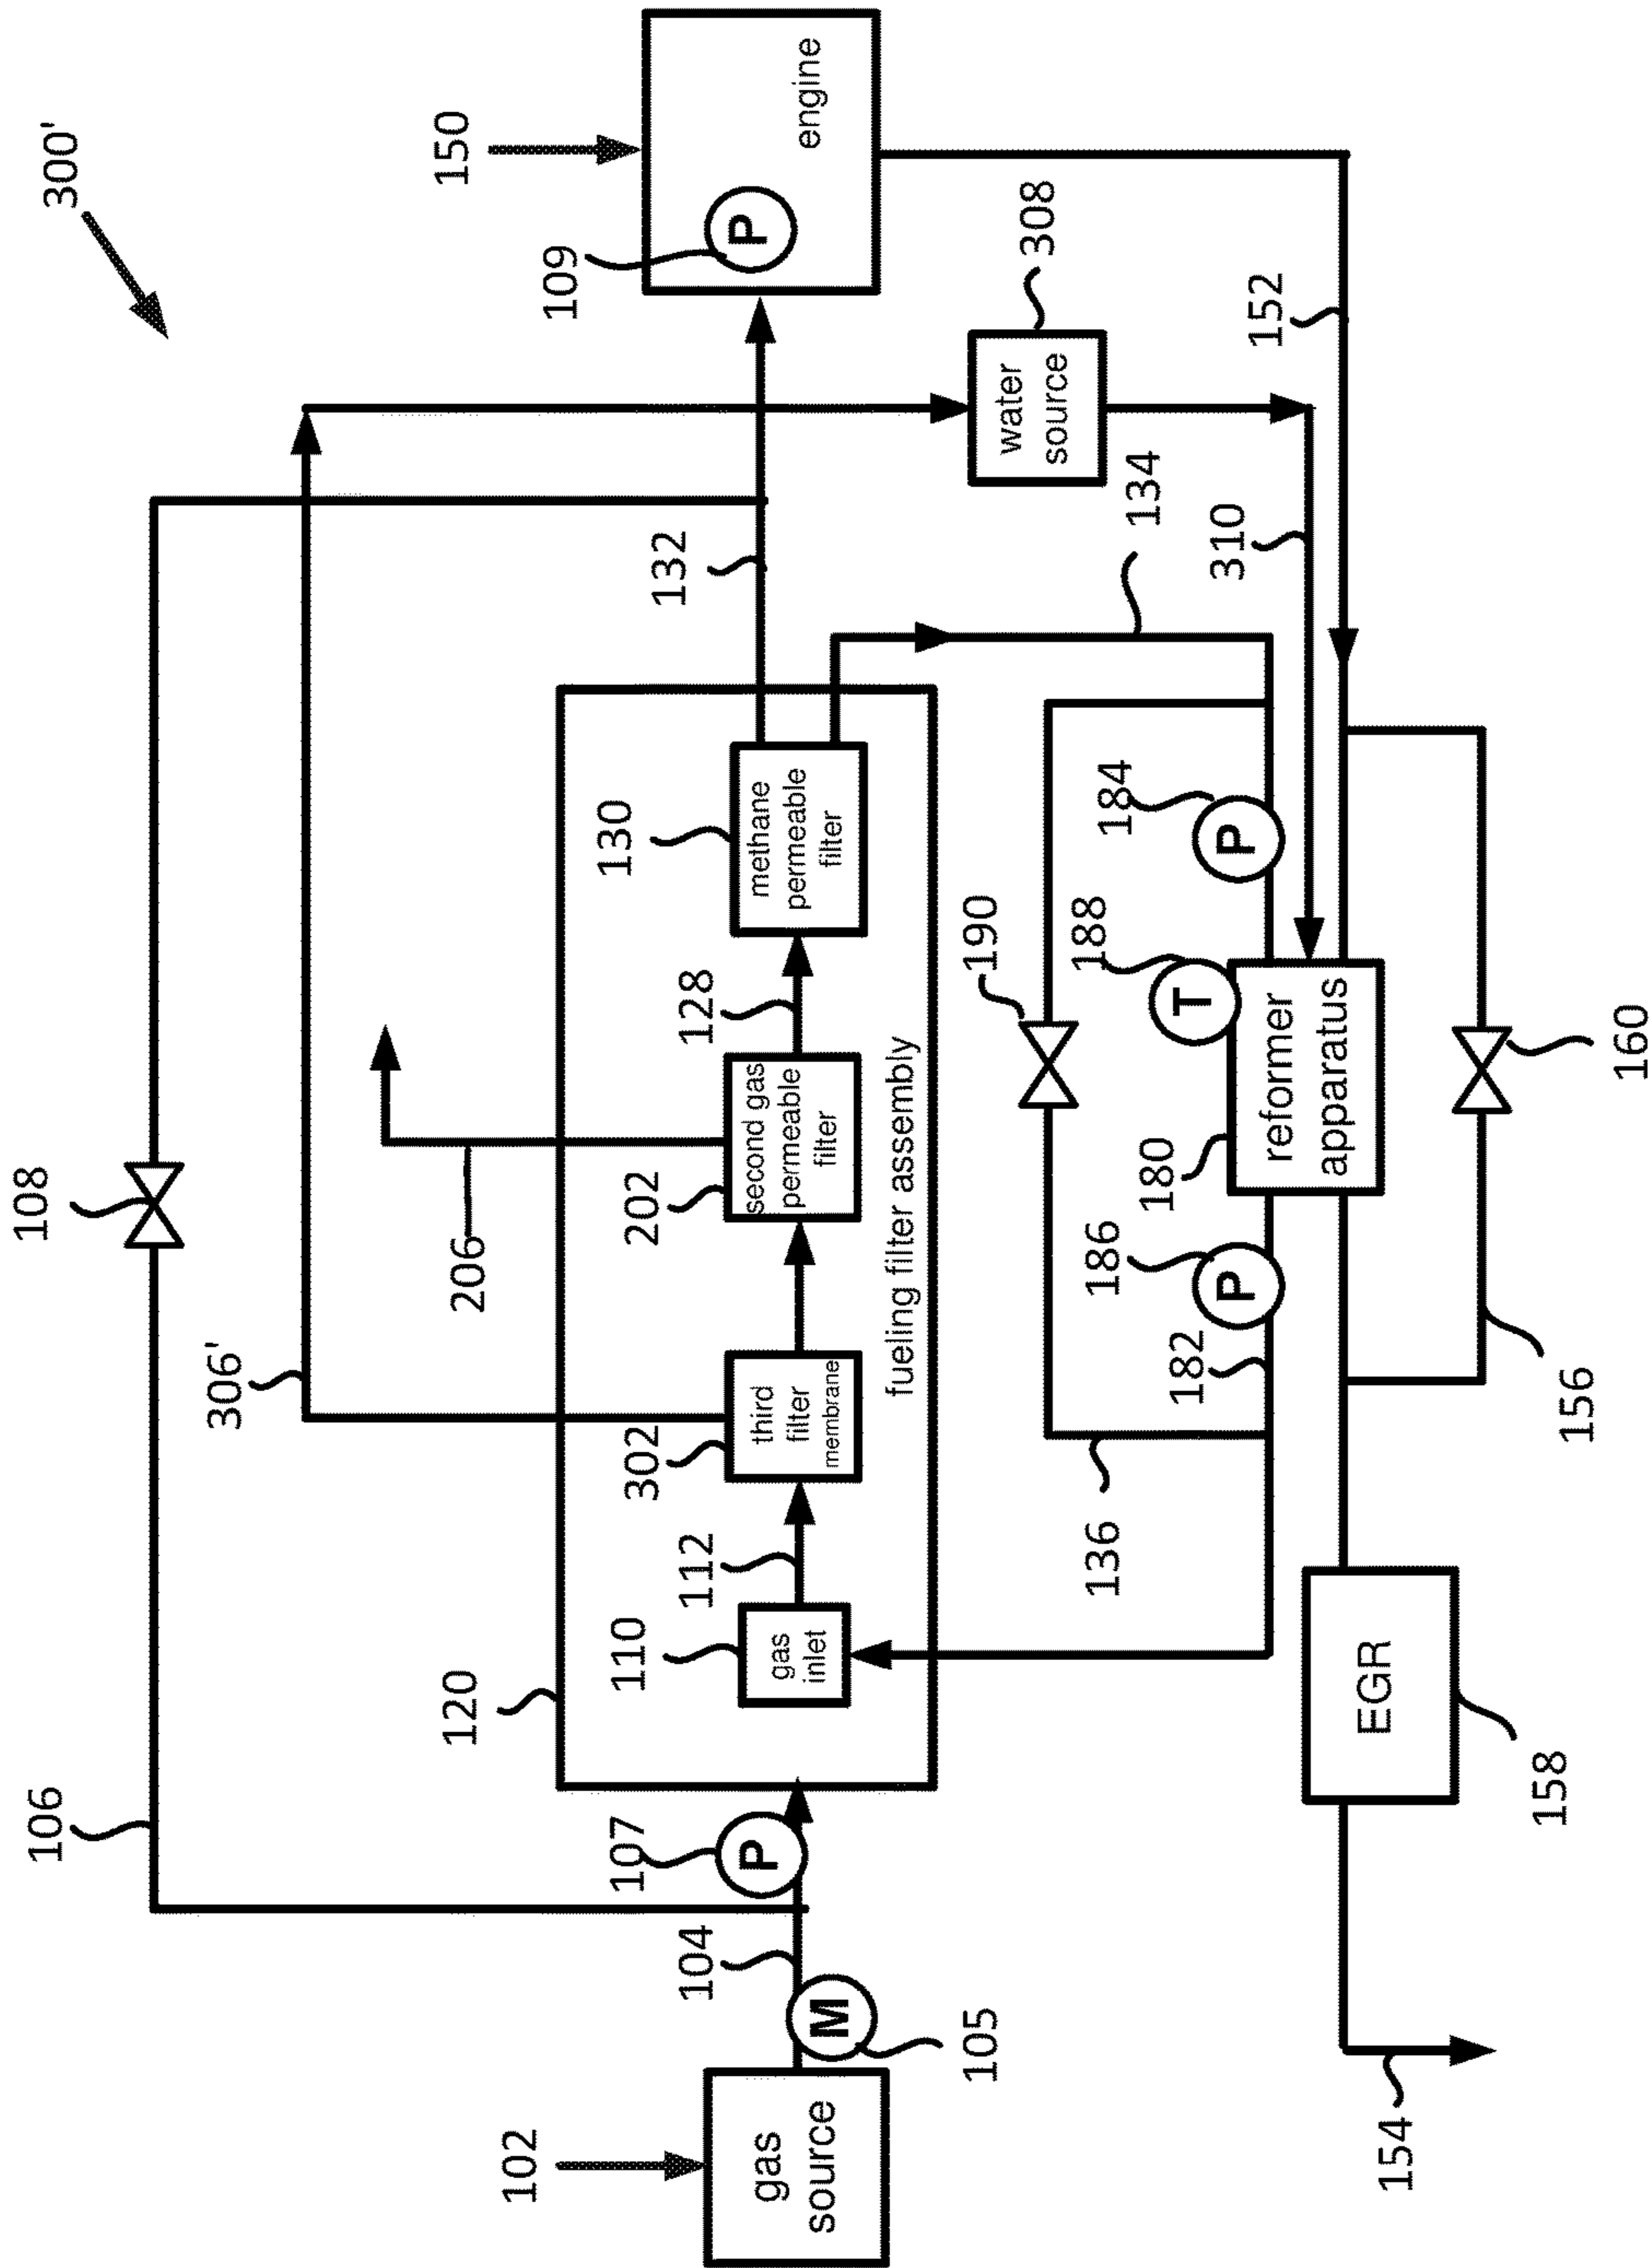 300'
106
108
306'
206
150
109
P
engine
102
gas
source
104
M
105
107
P
120
110
gas
inlet
112
302
third
filter
membrane
202
second gas
permeable
filter
128
130
methane
permeable
filter
fueling filter assembly
132
134
water
source
308
310
152
190
136
182
186
P
180
188
T
184
P
reformer
apparatus
160
156
EGR
158
154